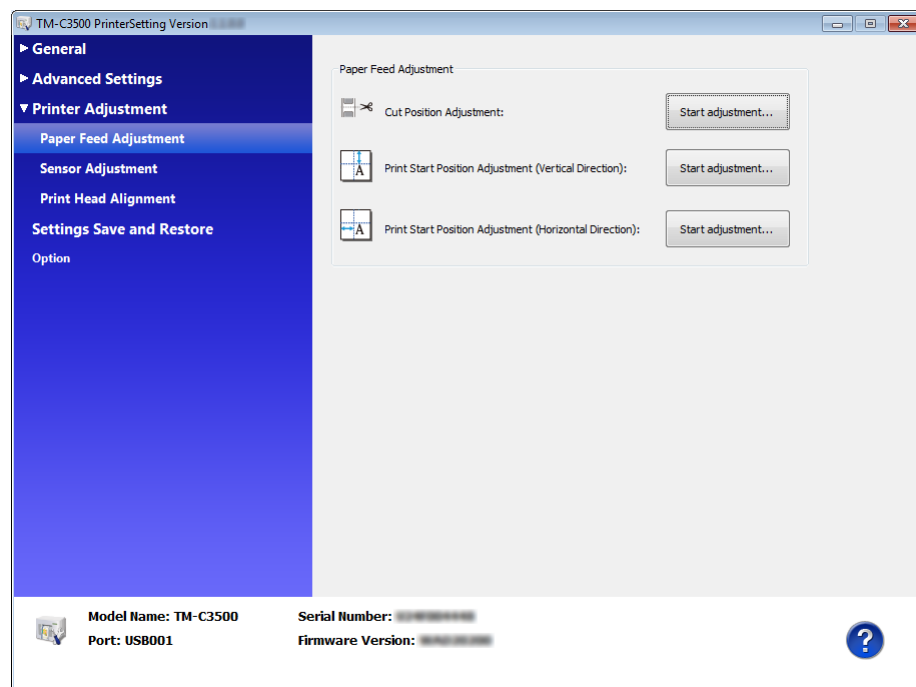 TM-C3500 PrinterSetting Version
General
Advanced Settings
Printer Adjustment
Paper Feed Adjustment
Sensor Adjustment
Print Head Alignment
Settings Save and Restore
Option
Paper Feed Adjustment
Cut Position Adjustment:
Start adjustment...
A
Print Start Position Adjustment (Vertical Direction):
Start adjustment...
A
Print Start Position Adjustment (Horizontal Direction):
Start adjustment...
Model Name: TM-C3500
Serial Number:
Port: USB001
Firmware Version:
?